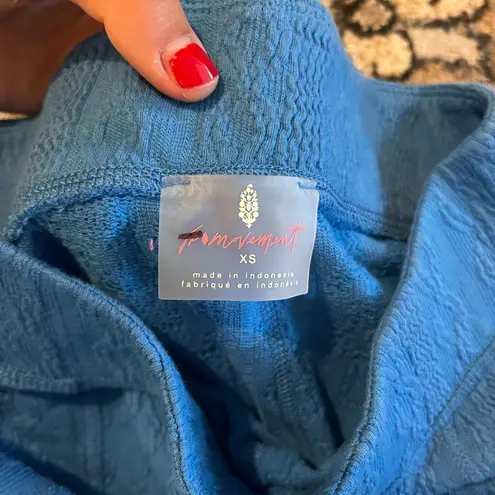 fp movement
XS
made in indonesia
fabriqué en indonésie